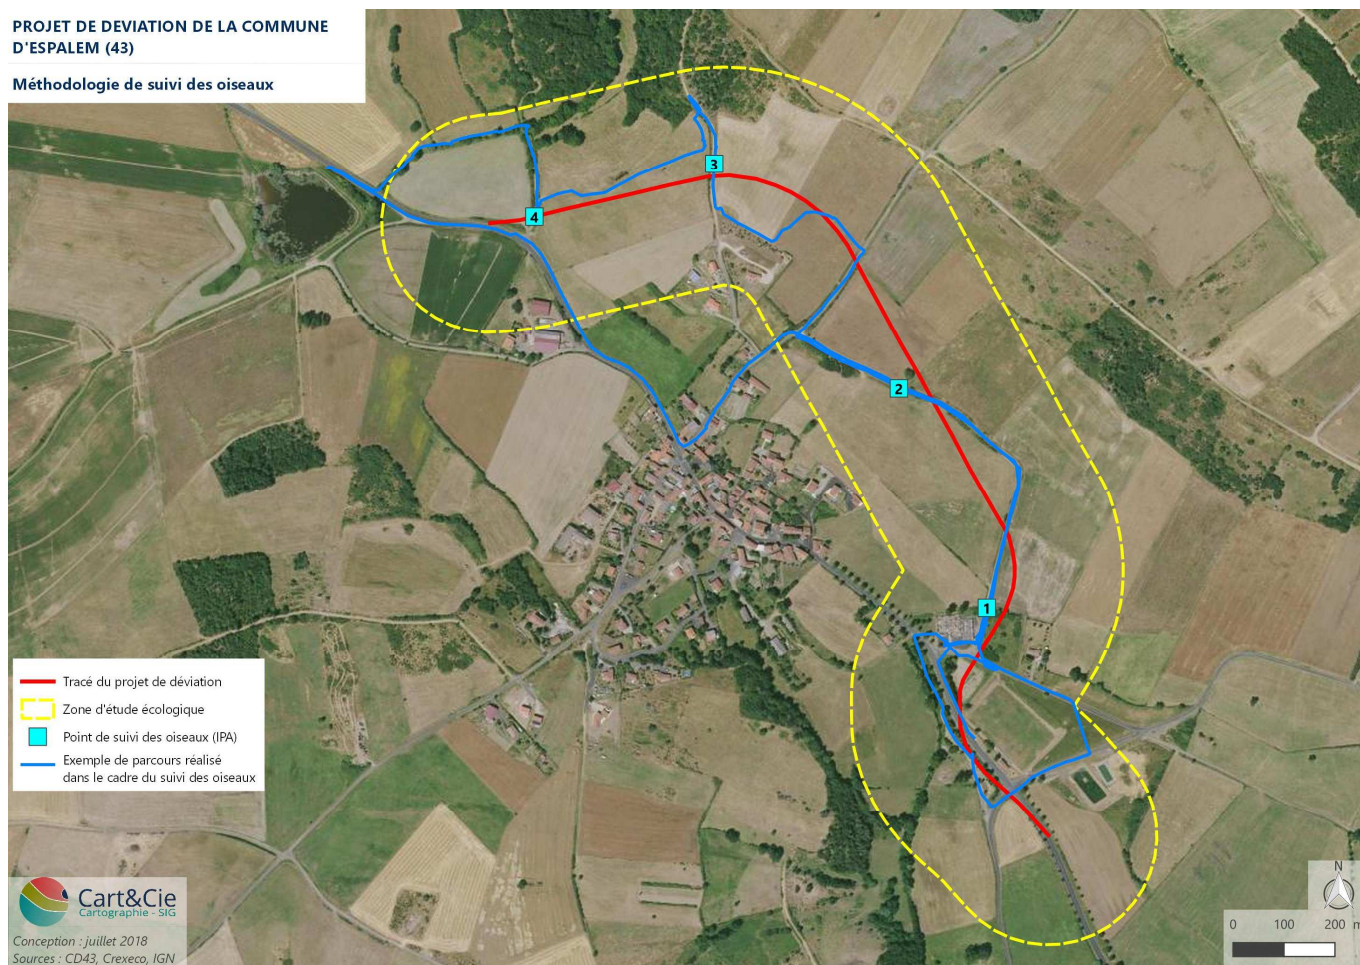 PROJET DE DEVIATION DE LA COMMUNE
D'ESPALEM (43)
Méthodologie de suivi des oiseaux
3
4
2
1
Tracé du projet de déviation
Zone d'étude écologique
Point de suivi des oiseaux (IPA)
Exemple de parcours réalisé
dans le cadre du suivi des oiseaux
Cart&Cie
Cartographie - SIG
Conception : juillet 2018
Sources : CD43, Crexeco, IGN
N
0 100 200 m